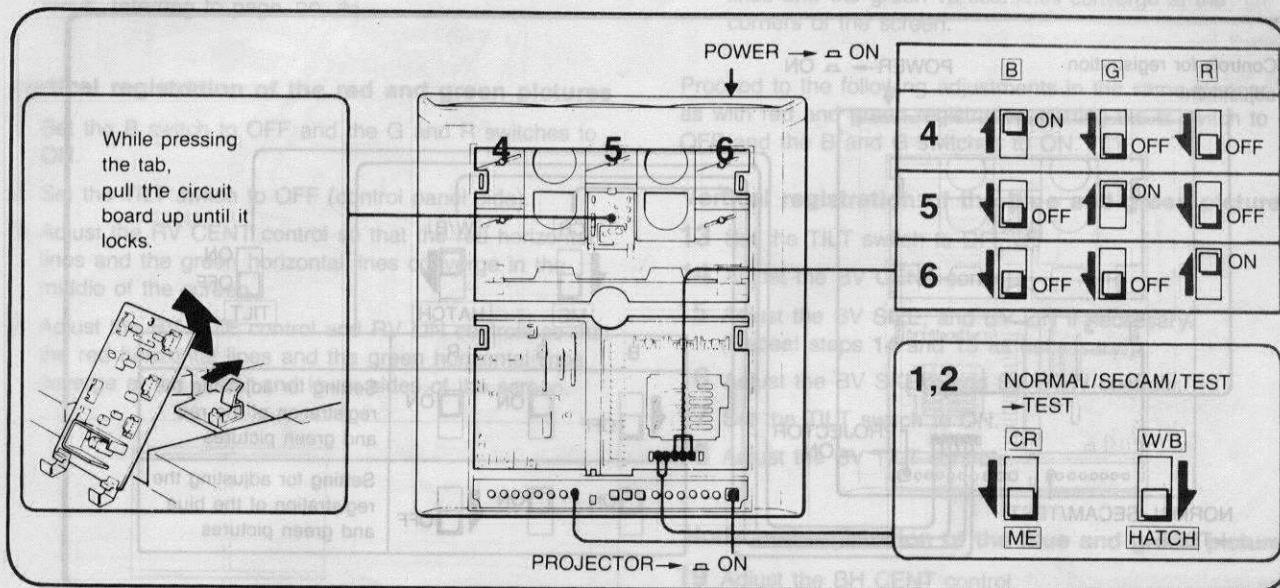 POWER → ON
While pressing
the tab,
pull the circuit
board up until it
locks.
4 5 6
B G R
4 ON OFF OFF
5 OFF ON OFF
6 OFF OFF ON
1,2 NORMAL/SECAM/TEST
→TEST
CR W/B
ME HATCH
PROJECTOR→ ON